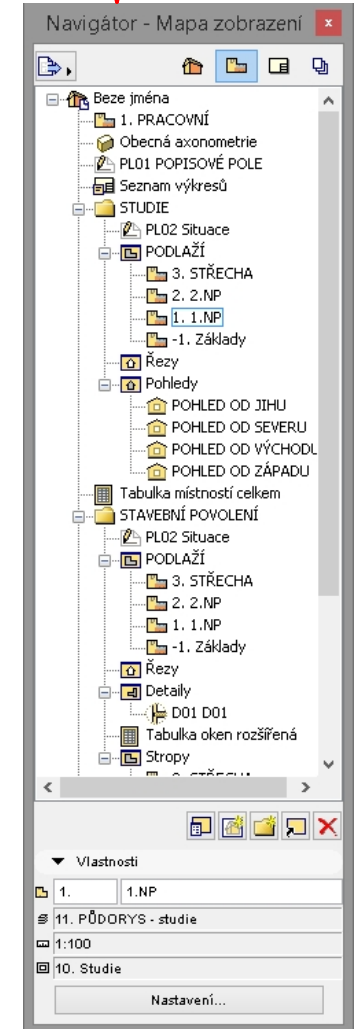 Navigátor - Mapa zobrazení
Beze jména
1. PRACOVNÍ
Obecná axonometrie
PL01 POPISOVÉ POLE
Seznam výkresů
STUDIE
PL02 Situace
PODLAŽÍ
3. STŘECHA
2. 2.NP
1. 1.NP
-1. Základy
Řezy
Pohledy
POHLED OD JIHU
POHLED OD SEVERU
POHLED OD VÝCHODU
POHLED OD ZÁPADU
Tabulka místností celkem
STAVEBNÍ POVOLENÍ
PL02 Situace
PODLAŽÍ
3. STŘECHA
2. 2.NP
1. 1.NP
-1. Základy
Řezy
Detaily
D01 D01
Tabulka oken rozšířená
Stropy
Vlastnosti
1. 1.NP
11. PŮDORYS - studie
1:100
10. Studie
Nastavení...